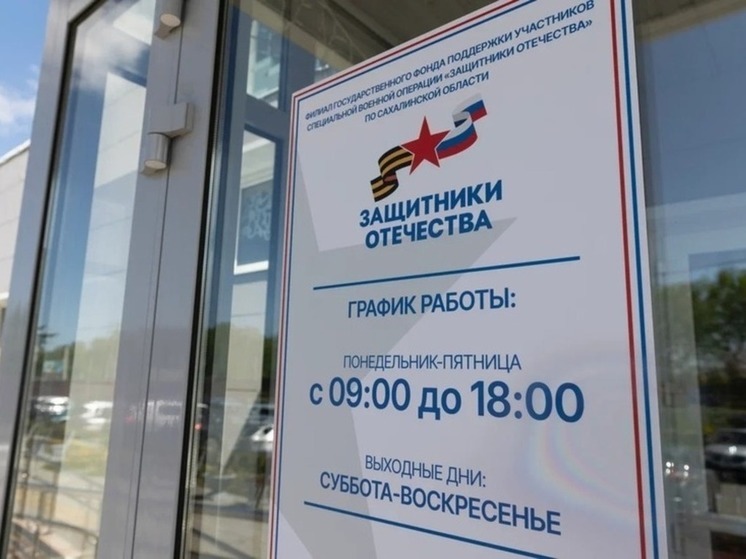 ФИЛИАЛ ГОСУДАРСТВЕННОГО ФОНДА ПОДДЕРЖКИ УЧАСТНИКОВ
СПЕЦИАЛЬНОЙ ВОЕННОЙ ОПЕРАЦИИ «ЗАЩИТНИКИ ОТЕЧЕСТВА»
ПО САХАЛИНСКОЙ ОБЛАСТИ
ЗАЩИТНИКИ
ОТЕЧЕСТВА
ГРАФИК РАБОТЫ:
ПОНЕДЕЛЬНИК-ПЯТНИЦА
с 09:00 до 18:00
ВЫХОДНЫЕ ДНИ:
СУББОТА-ВОСКРЕСЕНЬЕ